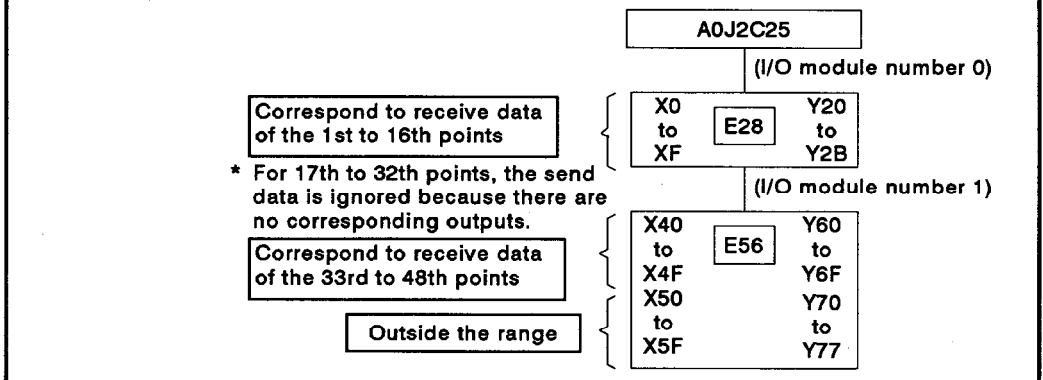 A0J2C25
(I/O module number 0)
Correspond to receive data
of the 1st to 16th points
X0
to
XF
E28
Y20
to
Y2B
* For 17th to 32th points, the send
data is ignored because there are
no corresponding outputs.
(I/O module number 1)
Correspond to receive data
of the 33rd to 48th points
X40
to
X4F
E56
Y60
to
Y6F
Outside the range
X50
to
X5F
Y70
to
Y77